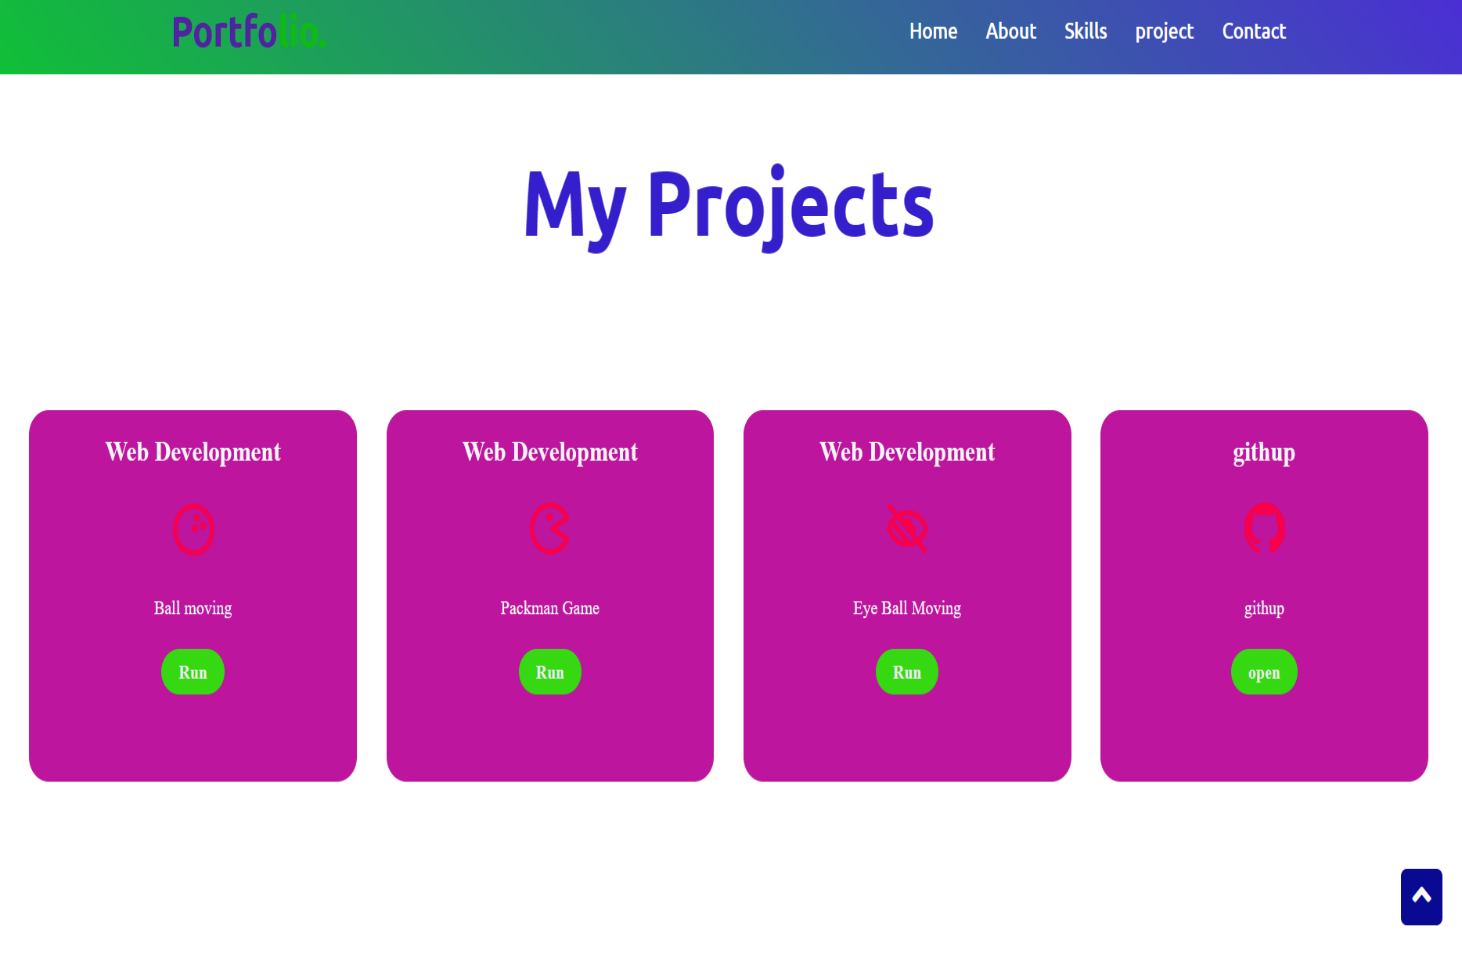 Portfolio.
Home About Skills project Contact
My Projects
Web Development
Ball moving
Run
Web Development
Packman Game
Run
Web Development
Eye Ball Moving
Run
githup
githup
open